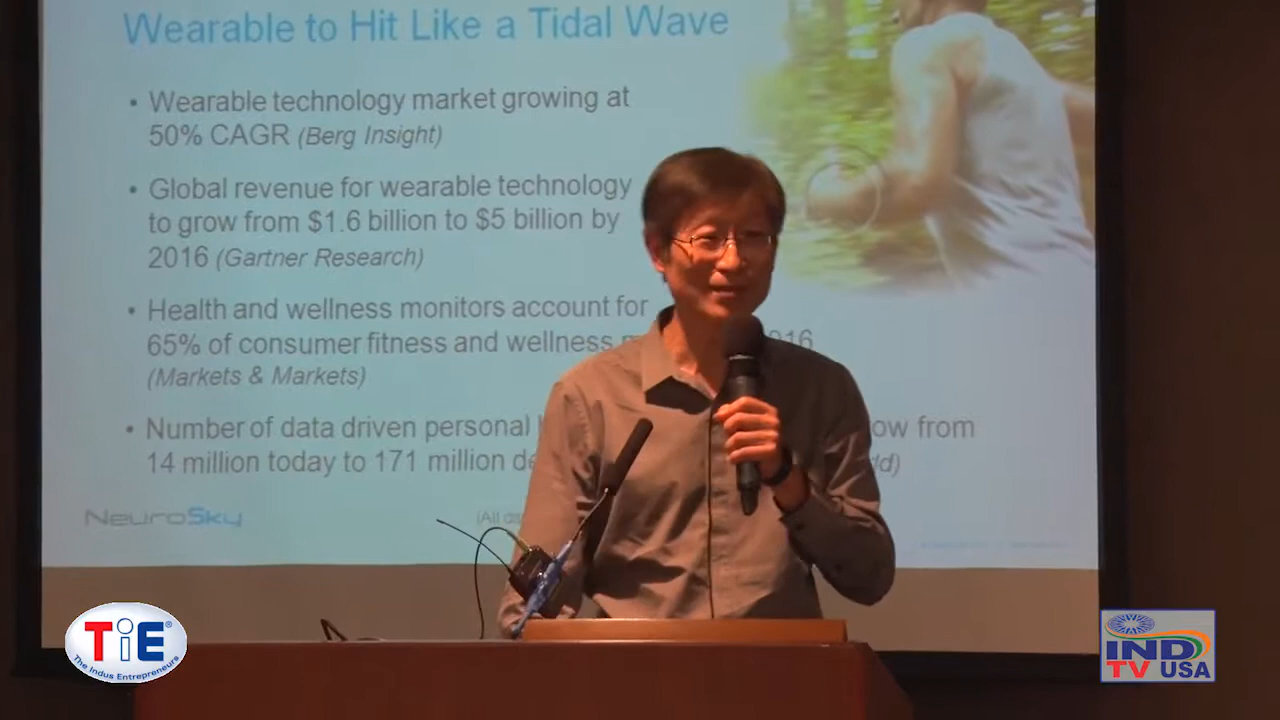 Wearable to Hit Like a Tidal Wave
• Wearable technology market growing at
50% CAGR (Berg Insight)
• Global revenue for wearable technology
to grow from $1.6 billion to $5 billion by
2016 (Gartner Research)
• Health and wellness monitors account for
65% of consumer fitness and wellness
(Markets & Markets)
• Number of data driven personal ow from
14 million today to 171 million
NeuroSky
(All
TiE®
The Indus Entrepreneurs
IND
TV USA